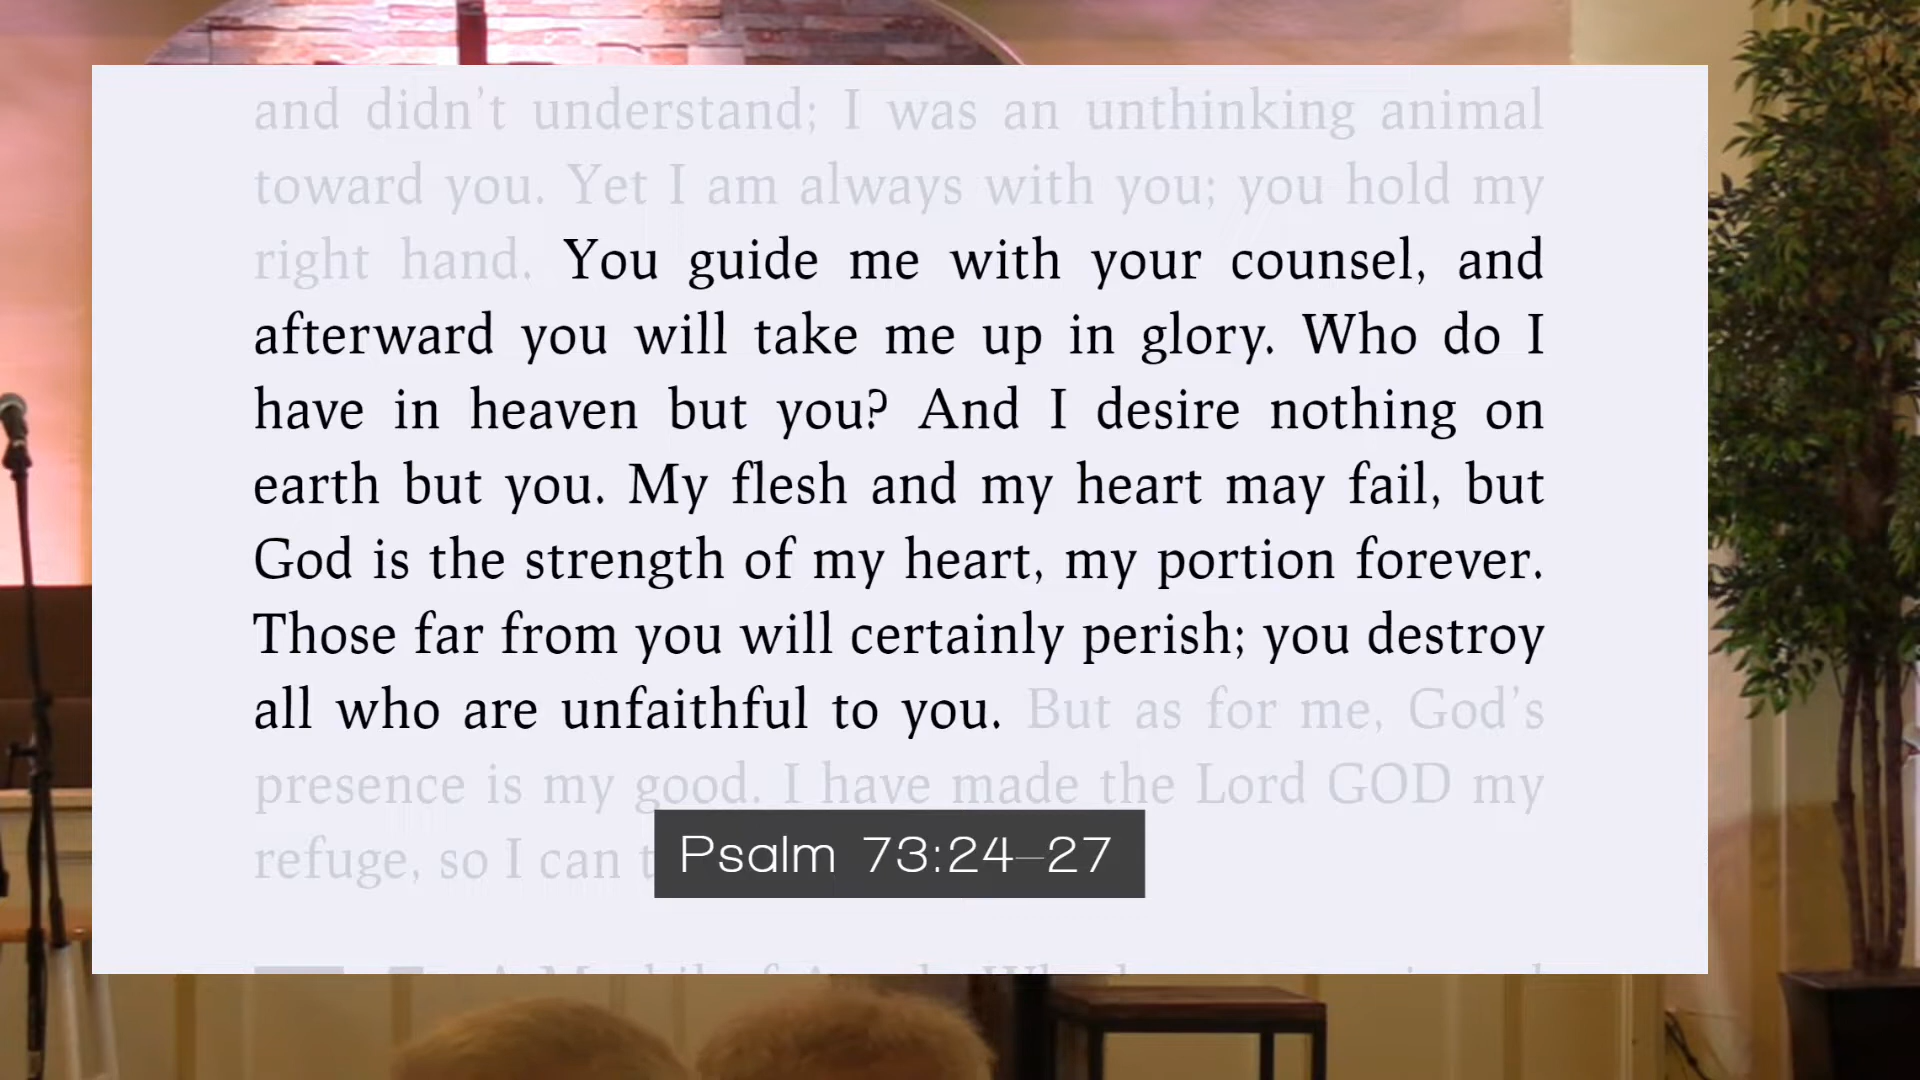 and didn't understand; I was an unthinking animal
toward you. Yet I am always with you; you hold my
right hand. You guide me with your counsel, and
afterward you will take me up in glory. Who do I
have in heaven but you? And I desire nothing on
earth but you. My flesh and my heart may fail, but
God is the strength of my heart, my portion forever.
Those far from you will certainly perish; you destroy
all who are unfaithful to you. But as for me, God's
presence is my good. I have made the Lord GOD my
refuge, so I can
Psalm 73:24–27